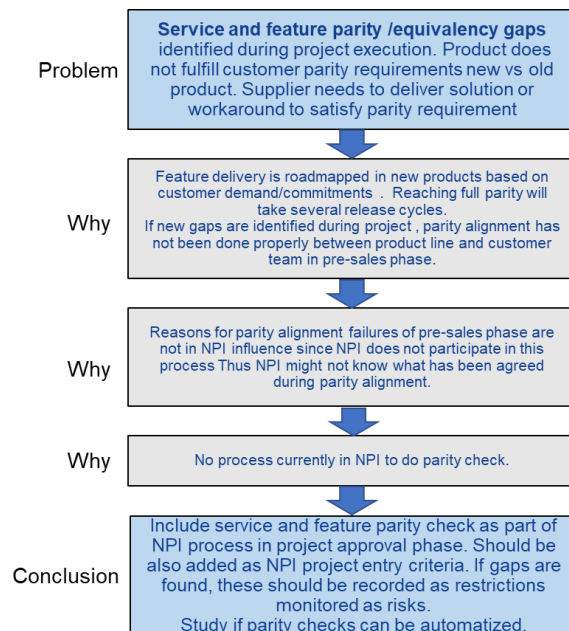 Problem
Service and feature parity /equivalency gaps
identified during project execution. Product does
not fulfill customer parity requirements new vs old
product. Supplier needs to deliver solution or
workaround to satisfy parity requirement
Why
Feature delivery is roadmapped in new products based on
customer demand/commitments . Reaching full parity will
take several release cycles.
If new gaps are identified during project , parity alignment has
not been done properly between product line and customer
team in pre-sales phase.
Why
Reasons for parity alignment failures of pre-sales phase are
not in NPI influence since NPI does not participate in this
process Thus NPI might not know what has been agreed
during parity alignment.
Why
No process currently in NPI to do parity check.
Conclusion
Include service and feature parity check as part of
NPI process in project approval phase. Should be
also added as NPI project entry criteria. If gaps are
found, these should be recorded as restrictions
monitored as risks.
Study if parity checks can be automatized.